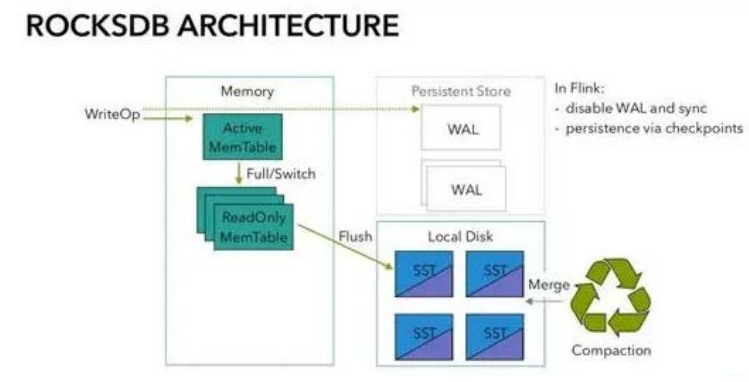 ROCKSDB ARCHITECTURE
Memory
Persistent Store
In Flink:
- disable WAL and sync
- persistence via checkpoints
WriteOp
Active
MemTable
WAL
Full/Switch
WAL
ReadOnly
MemTable
Flush
Local Disk
SST
SST
Merge
SST
SST
Compaction